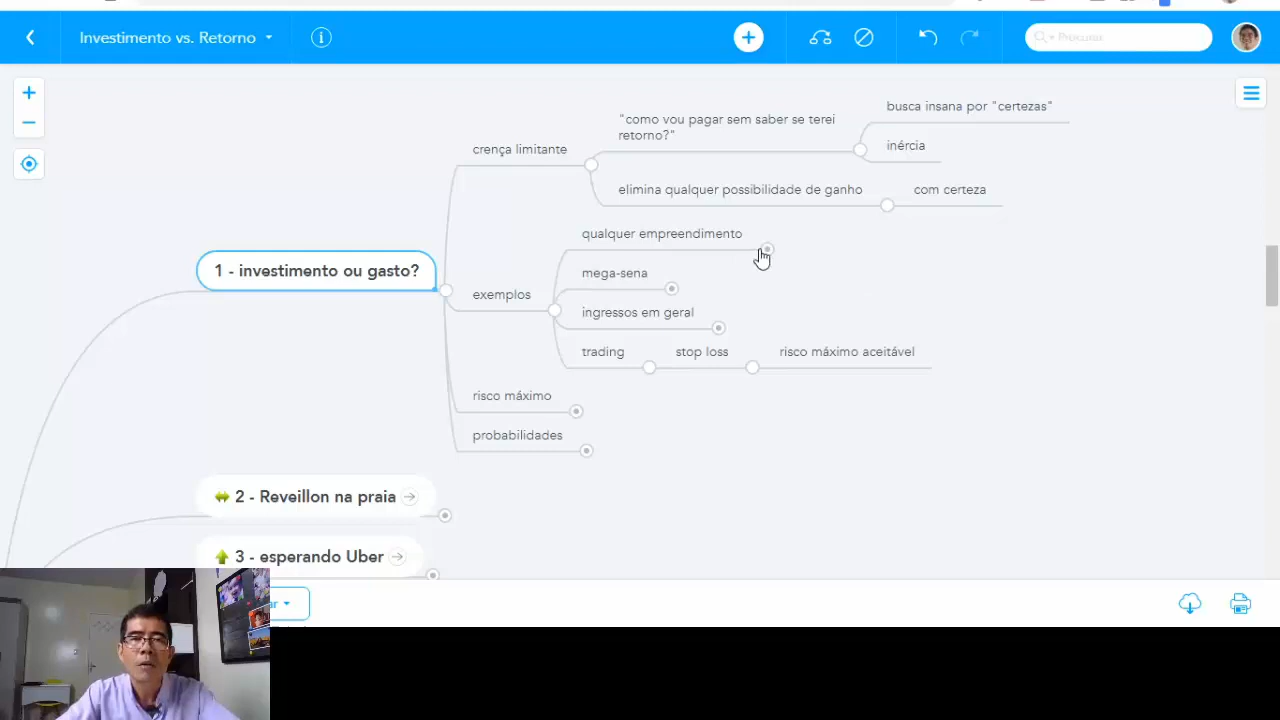 Investimento vs. Retorno
Procurar
busca insana por "certezas"
"como vou pagar sem saber se terei
retorno?"
inércia
crença limitante
elimina qualquer possibilidade de ganho
com certeza
qualquer empreendimento
1 - investimento ou gasto?
mega-sena
exemplos
ingressos em geral
trading
stop loss
risco máximo aceitável
risco máximo
probabilidades
2 - Reveillon na praia
3 - esperando Uber
ar